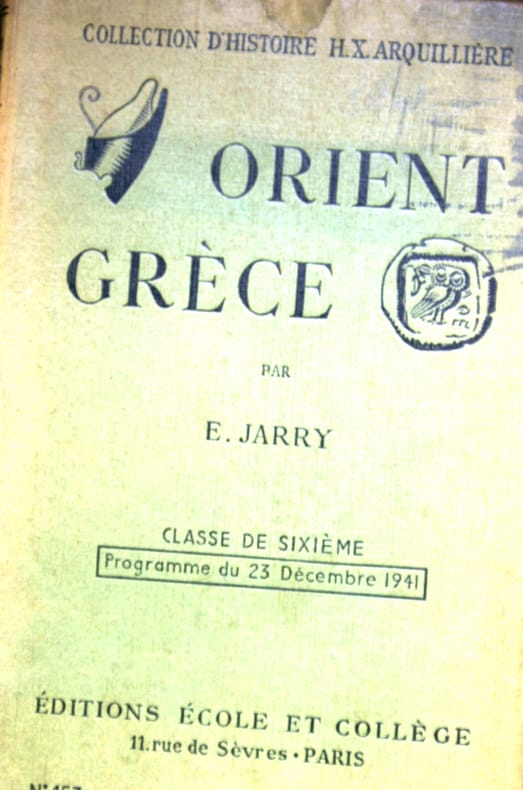 COLLECTION D'HISTOIRE H.X. ARQUILLIÈRE
ORIENT
GRÈCE
PAR
E. JARRY
CLASSE DE SIXIÈME
Programme du 23 Décembre 1941
ÉDITIONS ÉCOLE ET COLLÈGE
11. rue de Sèvres • PARIS